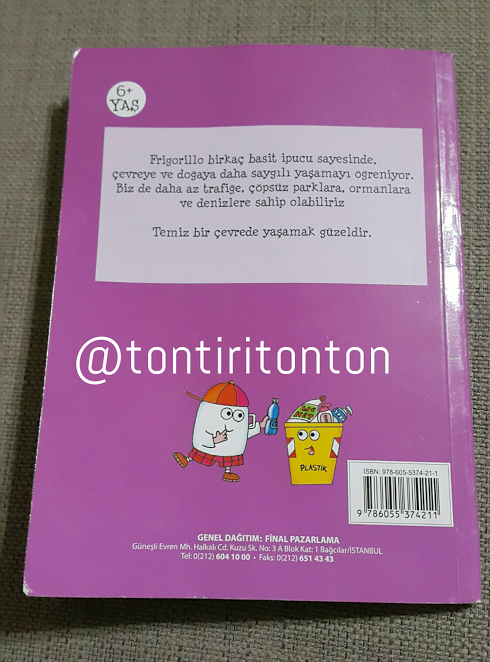 6+
YAŞ
Frigorillo birkaç basit ipucu sayesinde,
çevreye ve doğaya daha saygılı yaşamayı öğreniyor.
Biz de daha az trafiğe, çöpsüz parklara, ormanlara
ve denizlere sahip olabiliriz
Temiz bir çevrede yaşamak güzeldir.
@tontiritonton
PLASTİK
ISBN: 978-605-5374-21-1
9 786055 374211
GENEL DAĞITIM: FİNAL PAZARLAMA
Güneşli Evren Mh. Halkalı Cd. Kuzu Sk. No: 3 A Blok Kat: 1 Bağcılar/İSTANBUL
Tel: 0(212) 604 10 00 • Faks: 0(212) 651 43 43